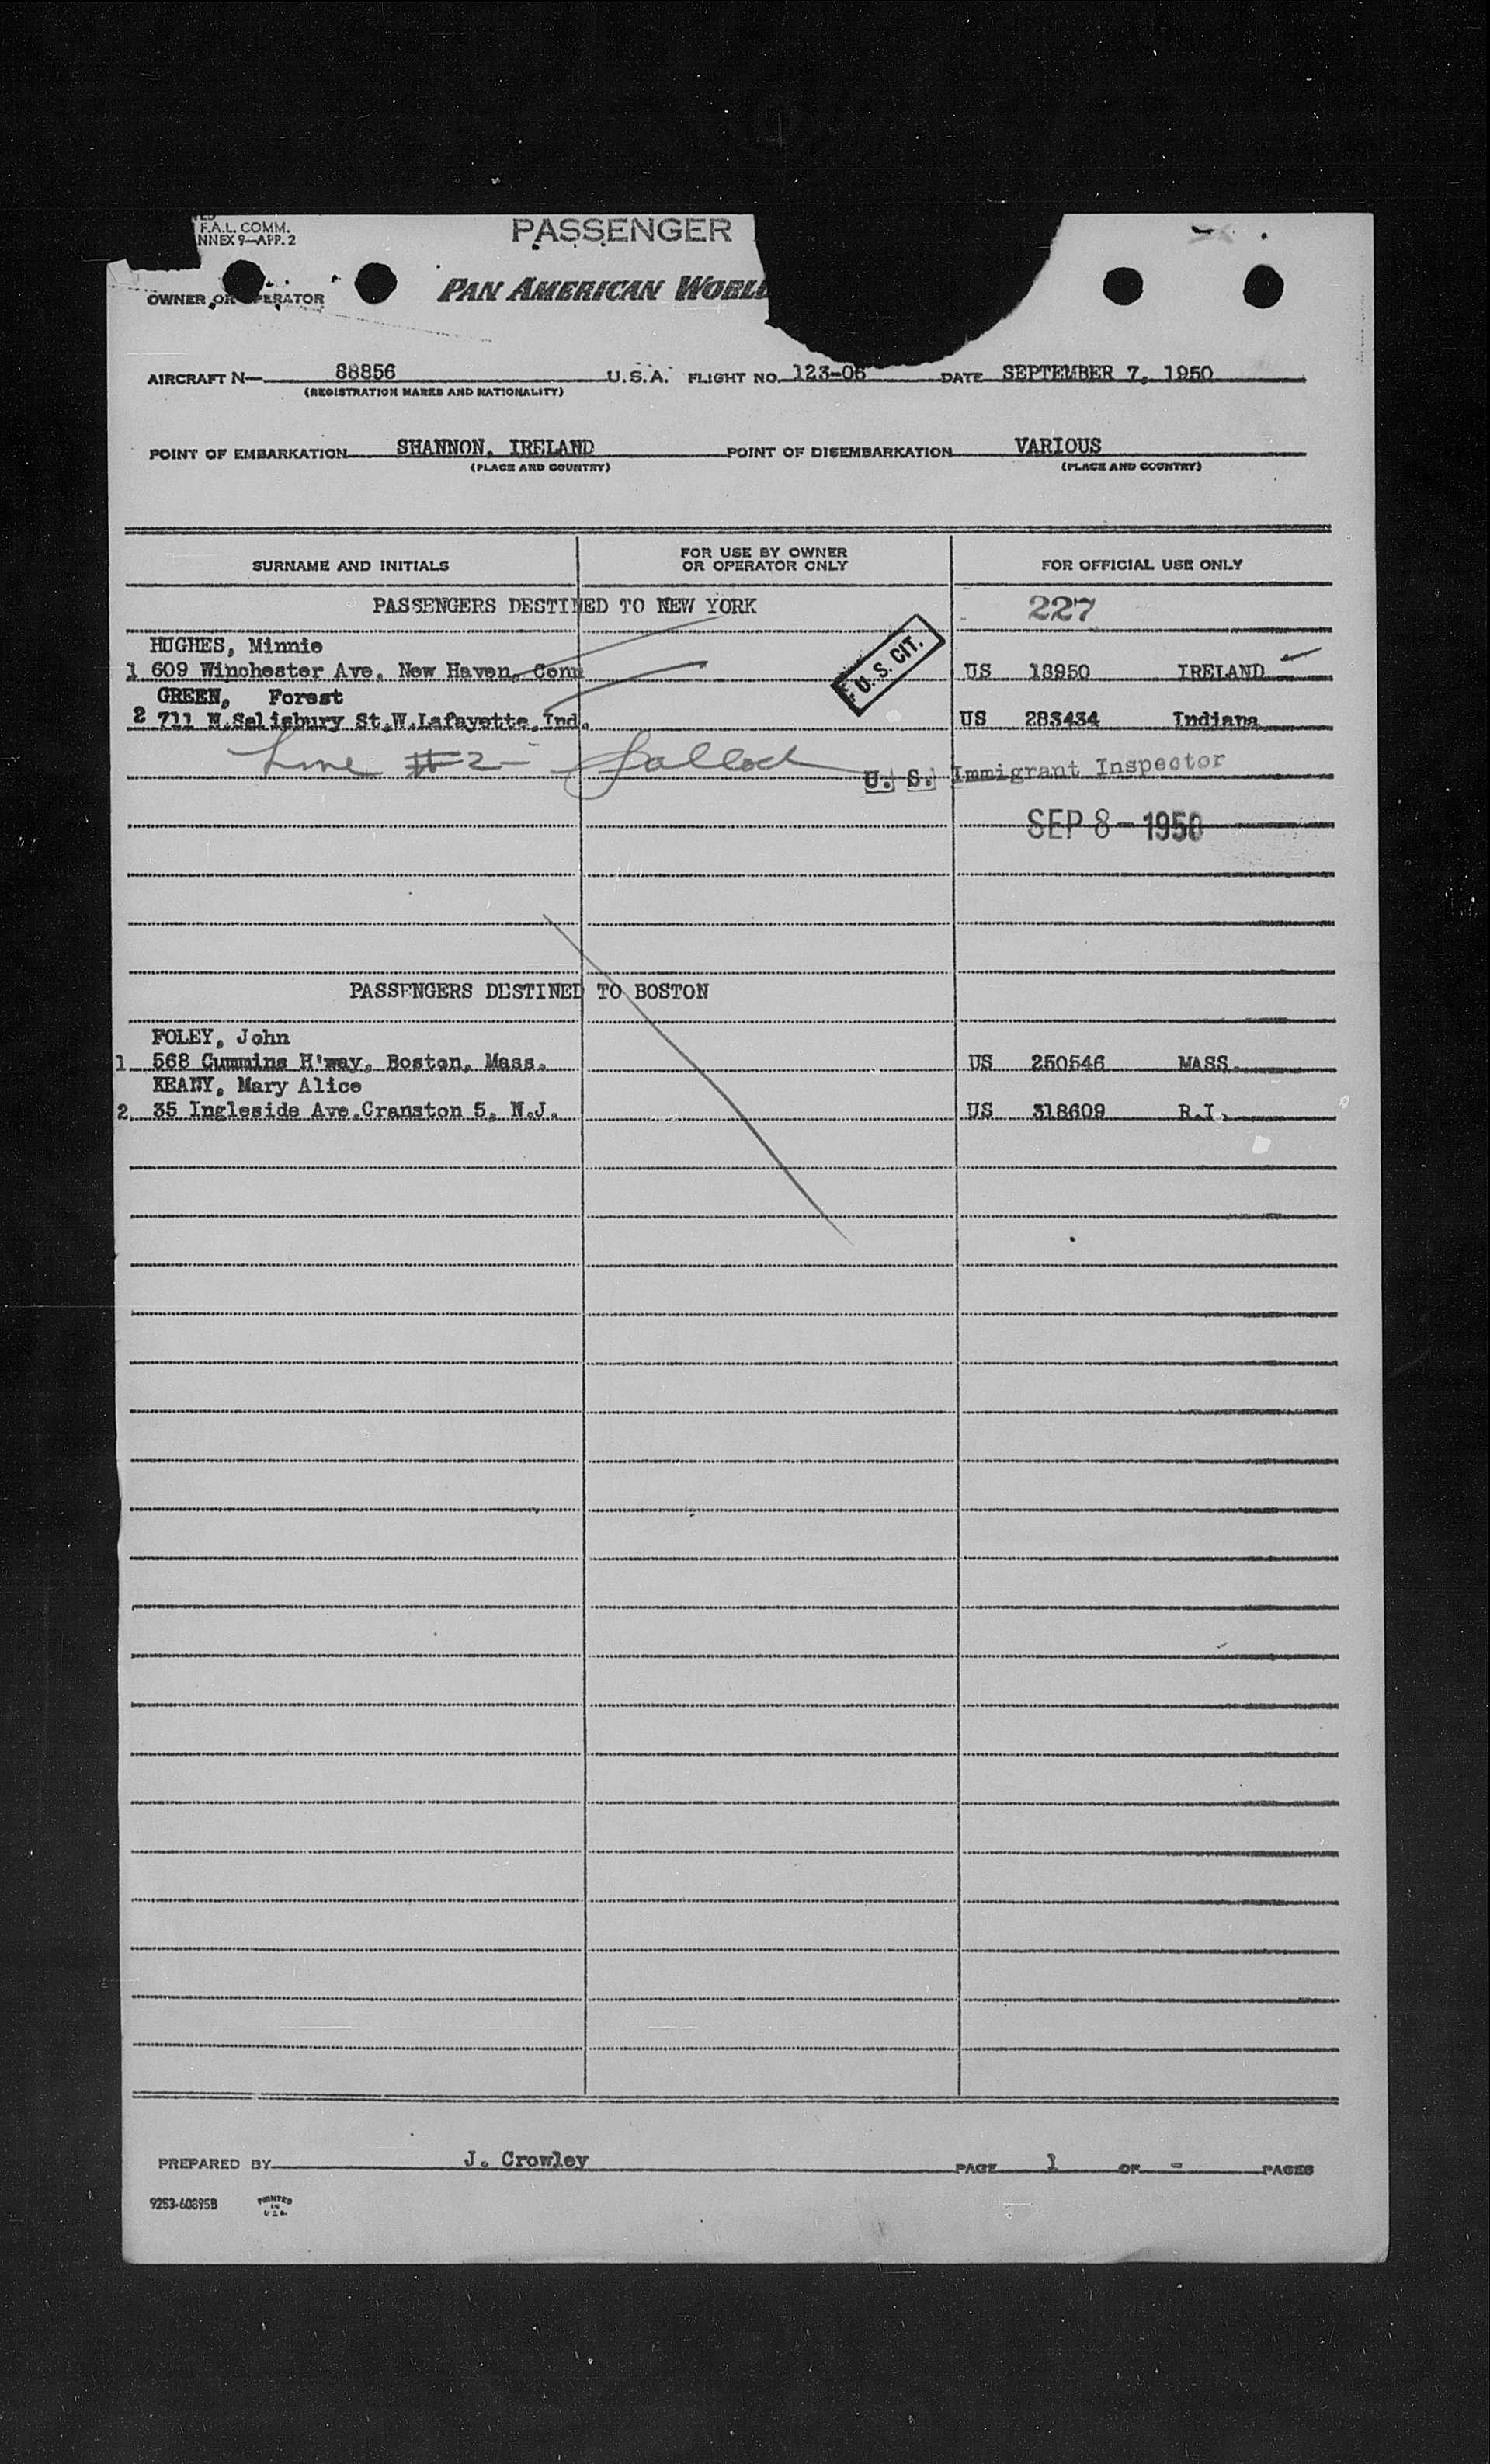 F.A.L. COMM.
NNEX 9—APP. 2
PASSENGER
OWNER OR OPERATOR
PAN AMERICAN WORLD
AIRCRAFT N— 88856 U.S.A. FLIGHT NO. 123-06 DATE SEPTEMBER 7, 1950
(REGISTRATION MARKS AND NATIONALITY)
POINT OF EMBARKATION SHANNON, IRELAND POINT OF DISEMBARKATION VARIOUS
(PLACE AND COUNTRY) (PLACE AND COUNTRY)
SURNAME AND INITIALS FOR USE BY OWNER OR OPERATOR ONLY FOR OFFICIAL USE ONLY
PASSENGERS DESTINED TO NEW YORK 227
HUGHES, Minnie
1 609 Winchester Ave. New Haven, Conn US 18950 IRELAND
U. S. CIT.
GREEN, Forest
2 711 N.Salisbury St,W.Lafayette,Ind. US 283434 Indiana
Line #2-
U. S. Immigrant Inspector
SEP 8 - 1950
PASSENGERS DESTINED TO BOSTON
FOLEY, John
1 568 Cummins H'way, Boston, Mass. US 250546 MASS.
KEANY, Mary Alice
2. 35 Ingleside Ave.Cranston 5, N.J. US 318609 R.I.
PREPARED BY J. Crowley PAGE 1 OF - PAGES
9253-60895B PRINTED IN U.S.A.